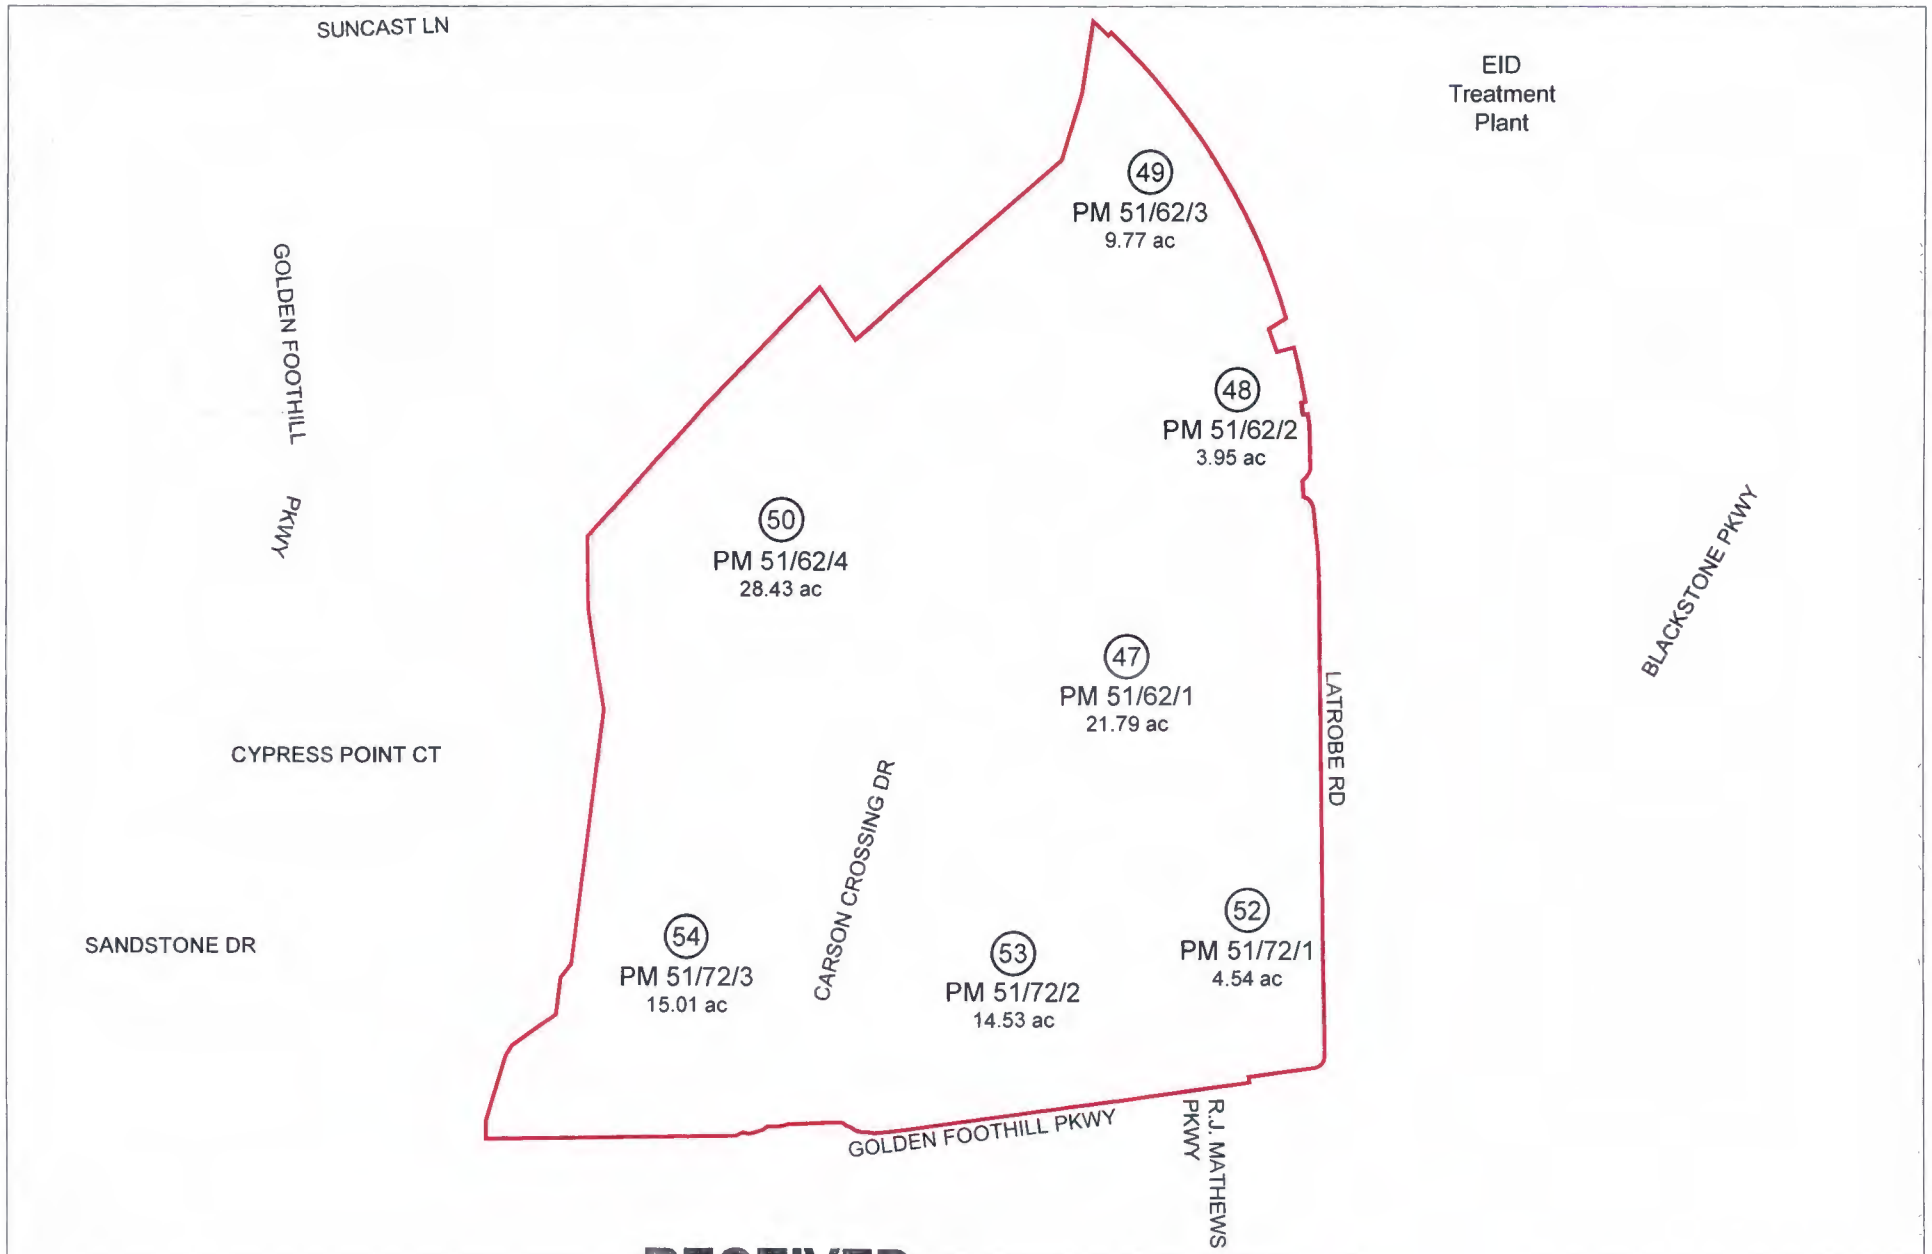 SUNCAST LN
EID
Treatment
Plant
49
PM 51/62/3
9.77 ac
GOLDEN FOOTHILL
PKWY
48
PM 51/62/2
3.95 ac
50
PM 51/62/4
28.43 ac
BLACKSTONE PKWY
47
PM 51/62/1
21.79 ac
LATROBE RD
CYPRESS POINT CT
CARSON CROSSING DR
SANDSTONE DR
54
PM 51/72/3
15.01 ac
53
PM 51/72/2
14.53 ac
52
PM 51/72/1
4.54 ac
GOLDEN FOOTHILL PKWY
R.J. MATHEWS
PKWY